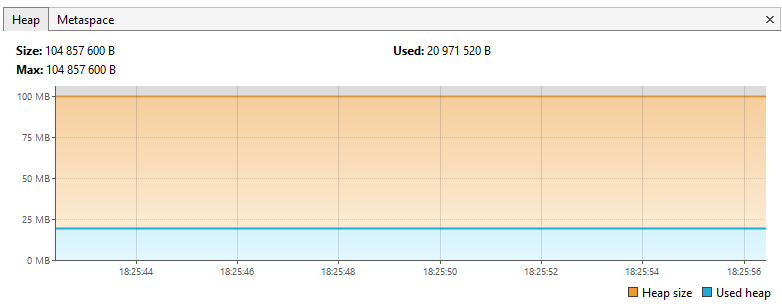 Heap Metaspace ×
Size: 104 857 600 B Used: 20 971 520 B
Max: 104 857 600 B
100 MB
75 MB
50 MB
25 MB
0 MB
18:25:44 18:25:46 18:25:48 18:25:50 18:25:52 18:25:54 18:25:56
Heap size Used heap